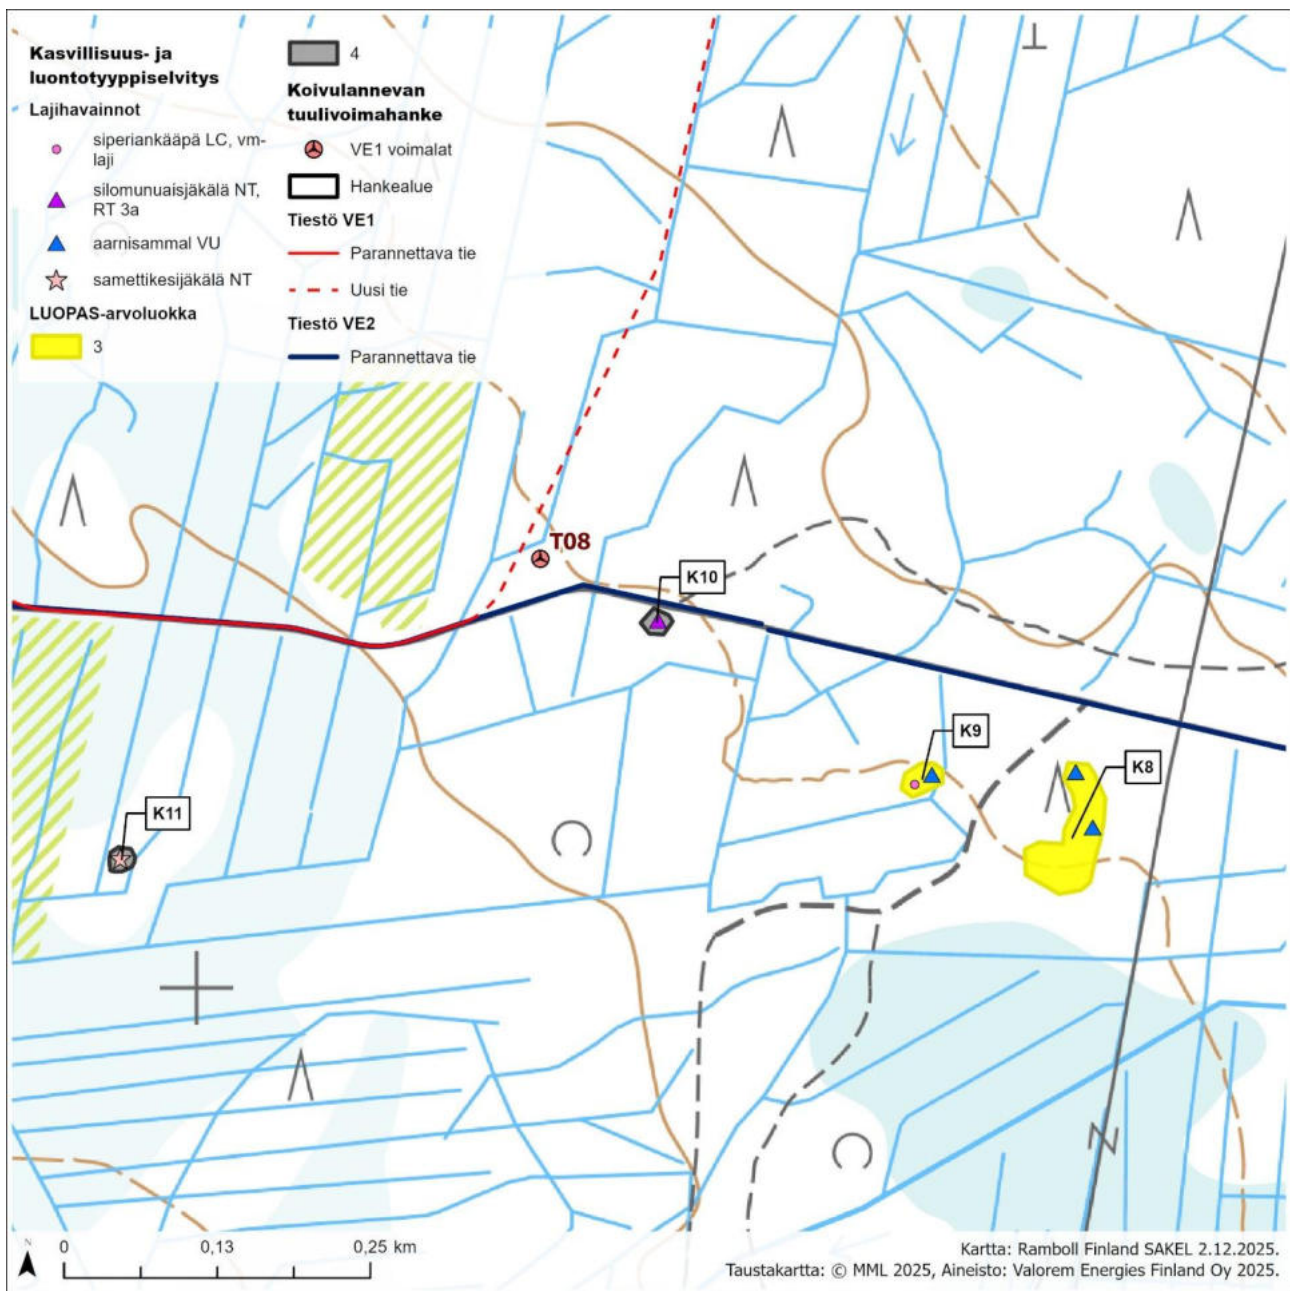 Kasvillisuus- ja
luontotyyppiselvitys
Lajihavainnot
siperiankääpä LC, vm-
laji
silomunuaisjäkälä NT,
RT 3a
aarnisammal VU
samettikesijäkälä NT
LUOPAS-arvoluokka
3
4
Koivulannevan
tuulivoimahanke
VE1 voimalat
Hankealue
Tiestö VE1
Parannettava tie
Uusi tie
Tiestö VE2
Parannettava tie
T08
K10
K9
K8
K11
N
0 0,13 0,25 km
Kartta: Ramboll Finland SAKEL 2.12.2025.
Taustakartta: © MML 2025, Aineisto: Valorem Energies Finland Oy 2025.